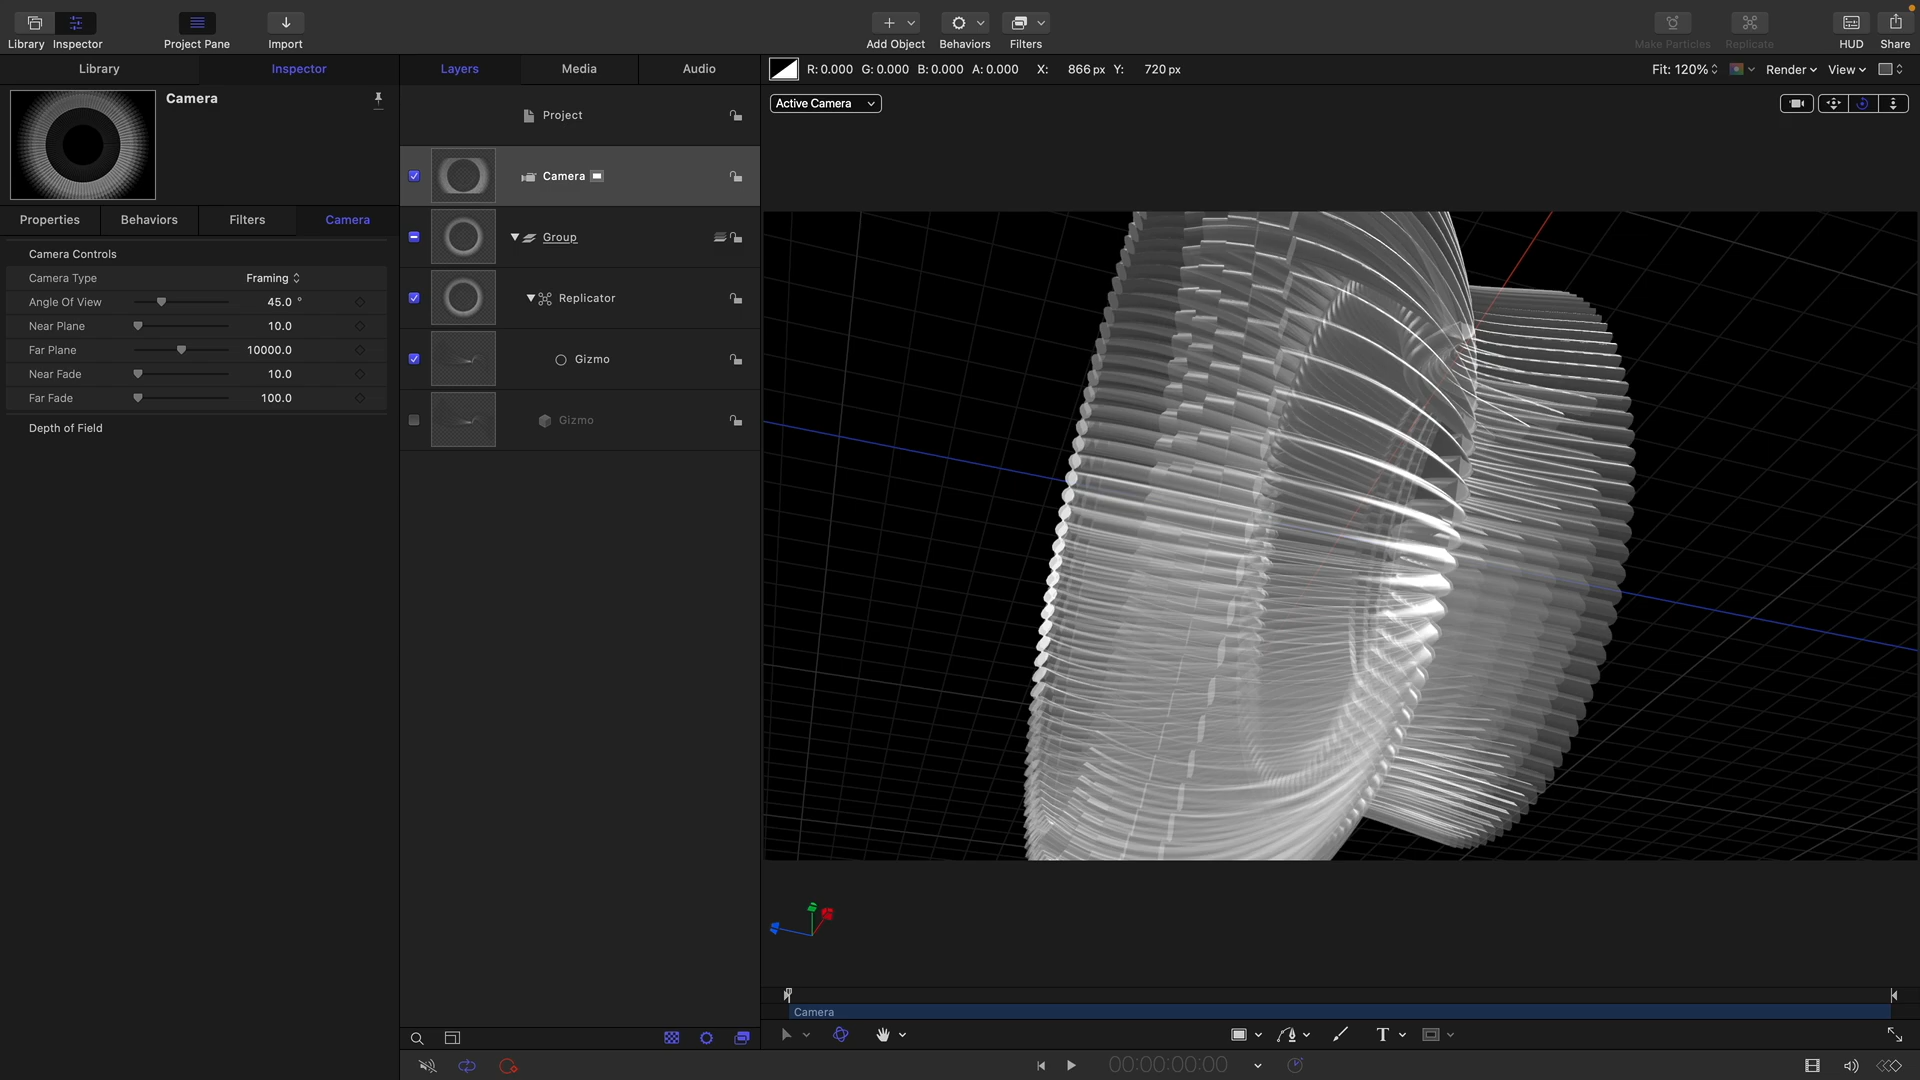 Library Inspector
Project Pane
Import
Add Object
Behaviors
Filters
Make Particles
Replicate
HUD
Share
Library
Inspector
Layers
Media
Audio
R: 0.000 G: 0.000 B: 0.000 A: 0.000 X: 866 px Y: 720 px
Fit: 120%
Render
View
Camera
Active Camera
Project
Camera
Group
Replicator
Gizmo
Gizmo
Properties
Behaviors
Filters
Camera
Camera Controls
Camera Type Framing
Angle Of View 45.0 °
Near Plane 10.0
Far Plane 10000.0
Near Fade 10.0
Far Fade 100.0
Depth of Field
Camera
T
00:00:00:00